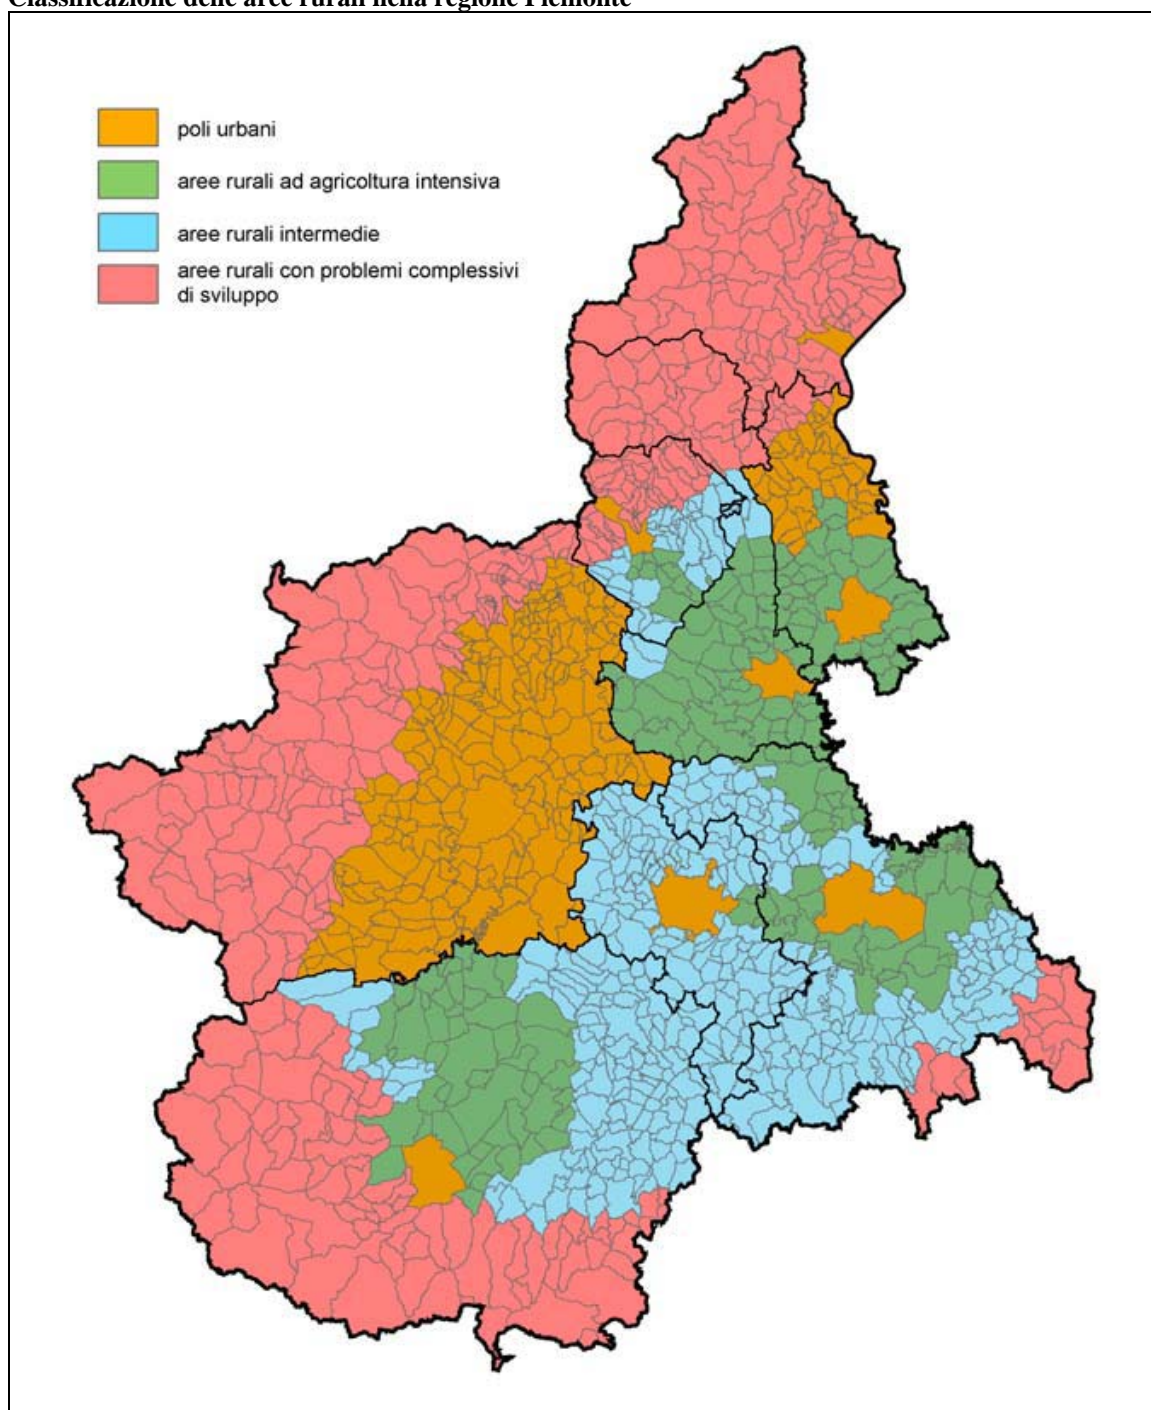 Classificazione delle aree rurali nella regione Piemonte
poli urbani
aree rurali ad agricoltura intensiva
aree rurali intermedie
aree rurali con problemi complessivi
di sviluppo